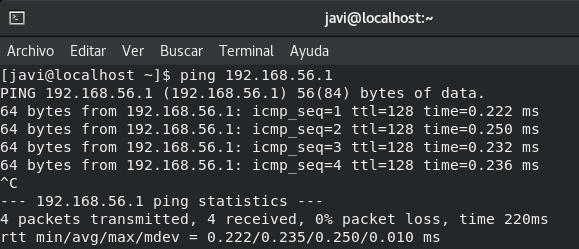 javi@localhost:~
Archivo Editar Ver Buscar Terminal Ayuda
[javi@localhost ~]$ ping 192.168.56.1
PING 192.168.56.1 (192.168.56.1) 56(84) bytes of data.
64 bytes from 192.168.56.1: icmp_seq=1 ttl=128 time=0.222 ms
64 bytes from 192.168.56.1: icmp_seq=2 ttl=128 time=0.250 ms
64 bytes from 192.168.56.1: icmp_seq=3 ttl=128 time=0.232 ms
64 bytes from 192.168.56.1: icmp_seq=4 ttl=128 time=0.236 ms
^C
--- 192.168.56.1 ping statistics ---
4 packets transmitted, 4 received, 0% packet loss, time 220ms
rtt min/avg/max/mdev = 0.222/0.235/0.250/0.010 ms